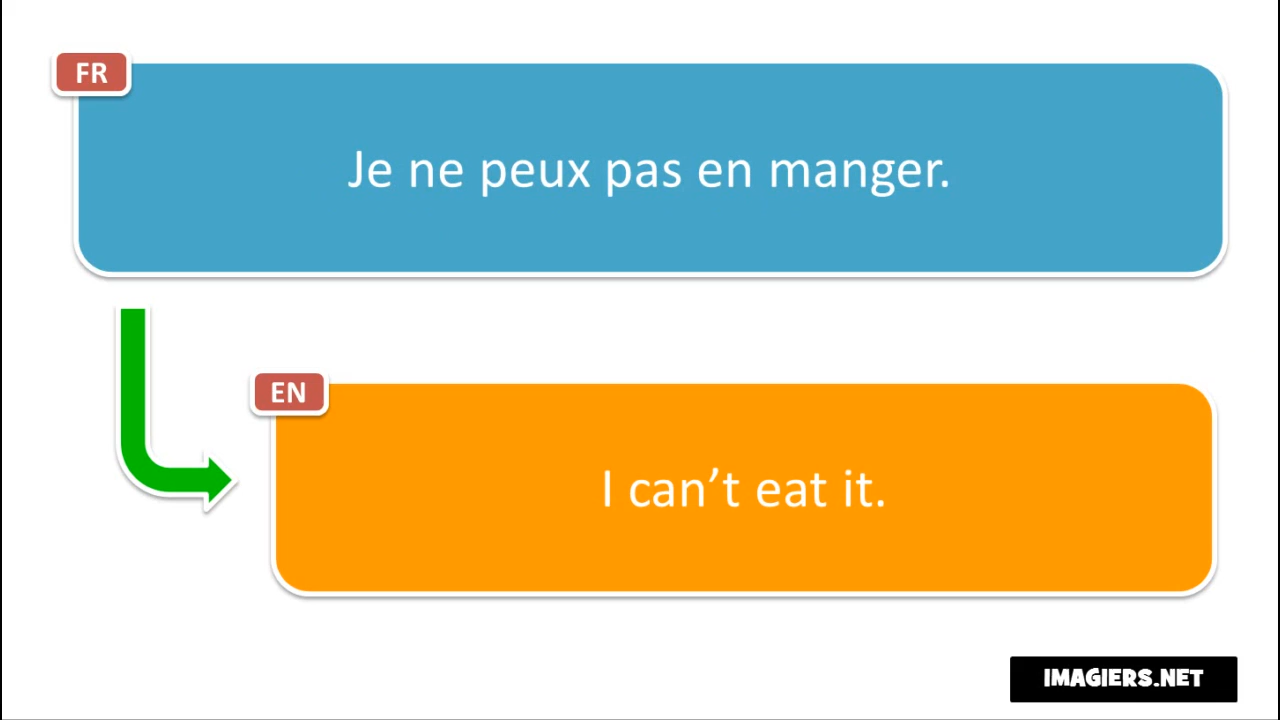 FR
Je ne peux pas en manger.
EN
I can’t eat it.
IMAGIERS.NET